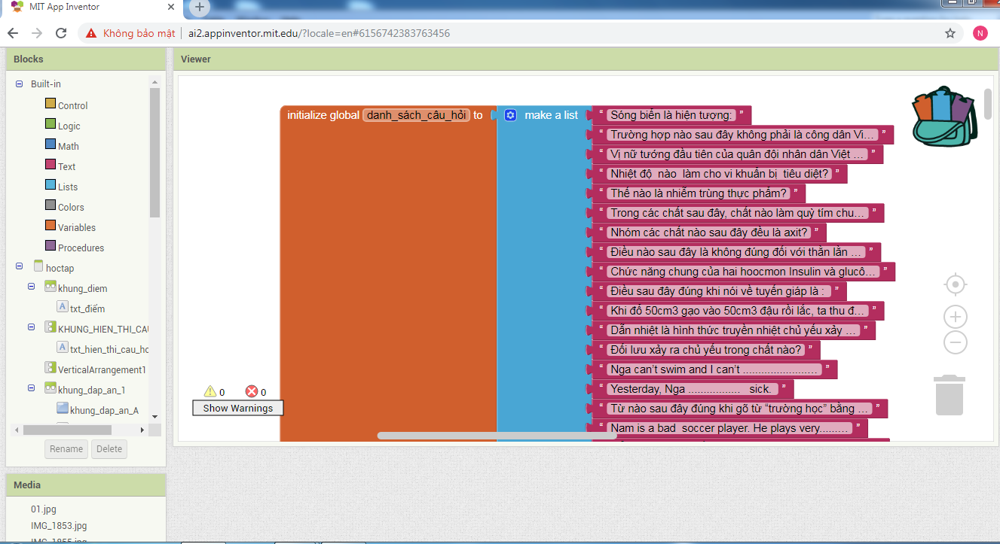 MIT App Inventor
Không bảo mật
ai2.appinventor.mit.edu/?locale=en#6156742383763456
N
Blocks
Built-in
Control
Logic
Math
Text
Lists
Colors
Variables
Procedures
hoctap
khung_diem
A txt_điểm
KHUNG_HIEN_THI_CAU
A txt_hien_thi_cau_ho
VerticalArrangement1
khung_dap_an_1
khung_dap_an_A
Rename Delete
Media
01.jpg
IMG_1853.jpg
IMG_1855.jpg
Viewer
initialize global danh_sách_câu_hỏi to make a list “ Sóng biển là hiện tượng: ”
“ Trường hợp nào sau đây không phải là công dân Vi… ”
“ Vị nữ tướng đầu tiên của quân đội nhân dân Việt … ”
“ Nhiệt độ nào làm cho vi khuẩn bị tiêu diệt? ”
“ Thế nào là nhiễm trùng thực phẩm? ”
“ Trong các chất sau đây, chất nào làm quỳ tím chu… ”
“ Nhóm các chất nào sau đây đều là axit? ”
“ Điều nào sau đây là không đúng đối với thằn lằn … ”
“ Chức năng chung của hai hoocmon Insulin và glucô… ”
“ Điều sau đây đúng khi nói về tuyến giáp là : ”
“ Khi đổ 50cm3 gạo vào 50cm3 đậu rồi lắc, ta thu đ… ”
“ Dẫn nhiệt là hình thức truyền nhiệt chủ yếu xảy … ”
“ Đối lưu xảy ra chủ yếu trong chất nào? ”
“ Nga can’t swim and I can’t ........................ ”
“ Yesterday, Nga ................. sick. ”
“ Từ nào sau đây đúng khi gõ từ “trường học” bằng … ”
“ Nam is a bad soccer player. He plays very......... ”
0 0
Show Warnings